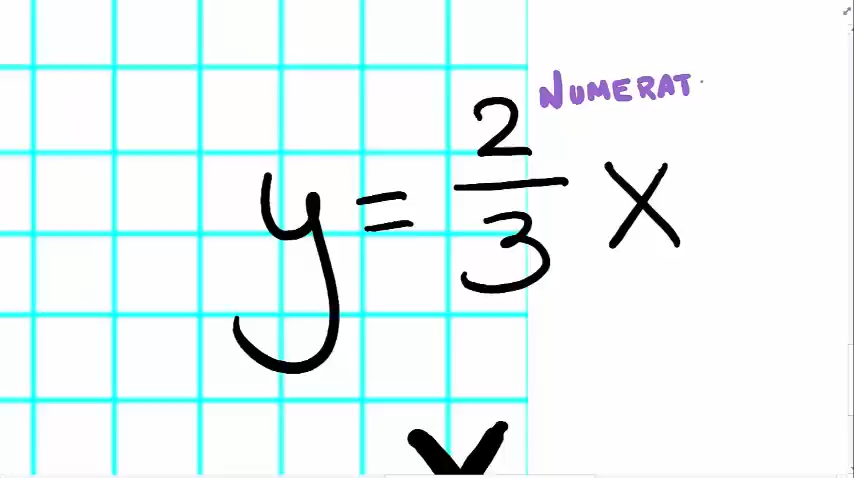 NUMERAT
y = 2/3 x